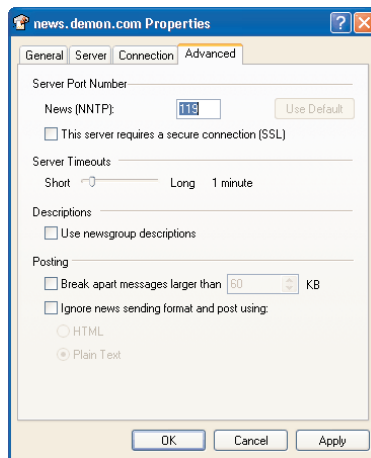 news.demon.com Properties
General Server Connection Advanced
Server Port Number
News (NNTP): 119 Use Default
This server requires a secure connection (SSL)
Server Timeouts
Short Long 1 minute
Descriptions
Use newsgroup descriptions
Posting
Break apart messages larger than 60 KB
Ignore news sending format and post using:
HTML
Plain Text
OK Cancel Apply